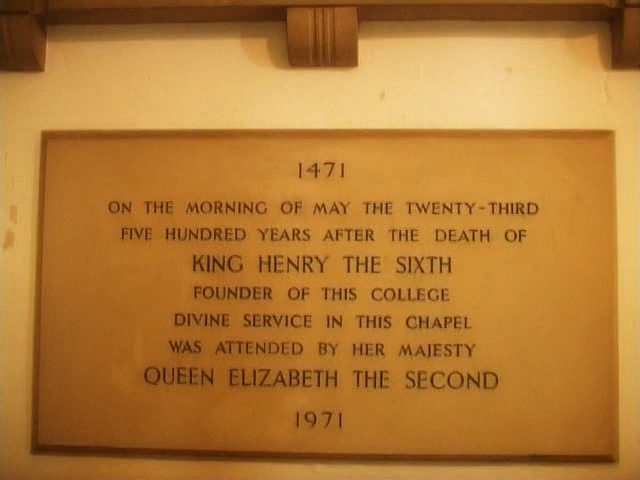 1471
ON THE MORNING OF MAY THE TWENTY-THIRD
FIVE HUNDRED YEARS AFTER THE DEATH OF
KING HENRY THE SIXTH
FOUNDER OF THIS COLLEGE
DIVINE SERVICE IN THIS CHAPEL
WAS ATTENDED BY HER MAJESTY
QUEEN ELIZABETH THE SECOND
1971